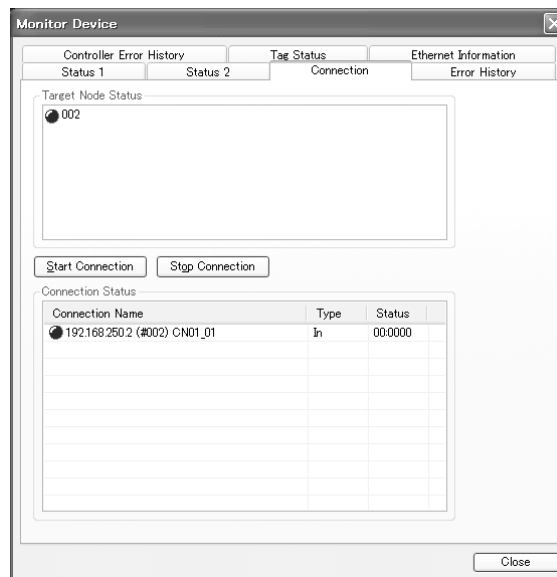 Monitor Device
Controller Error History Tag Status Ethernet Information
Status 1 Status 2 Connection Error History
Target Node Status
002
Start Connection Stop Connection
Connection Status
Connection Name Type Status
192.168.250.2 (#002) CN01_01 In 00:0000
Close